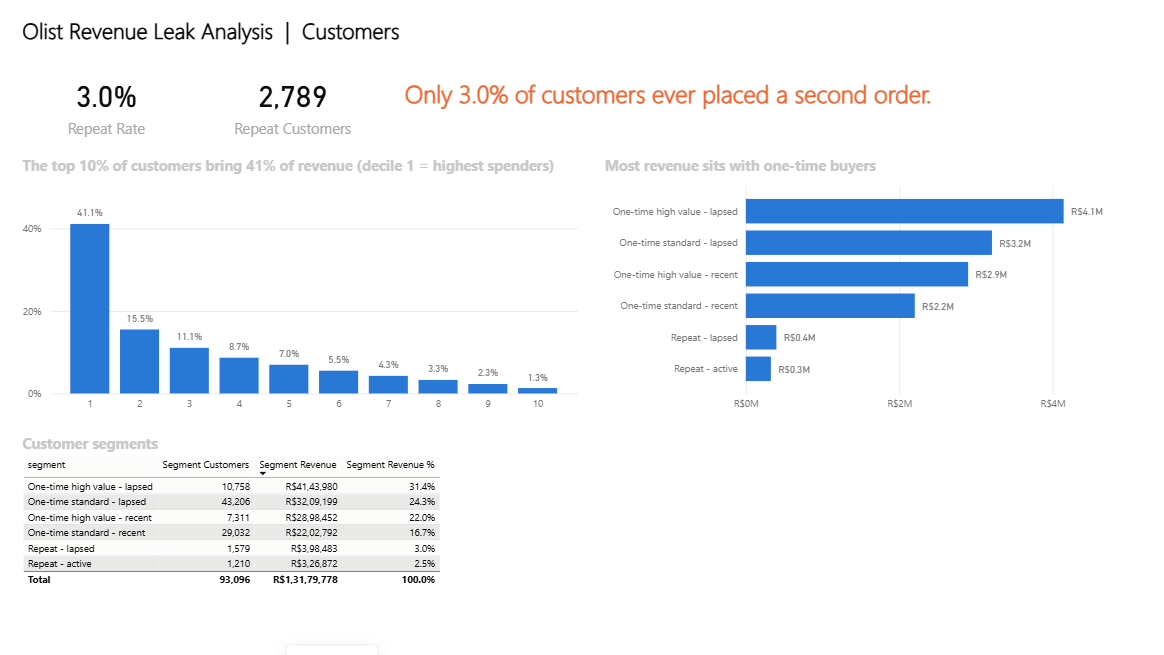 Olist Revenue Leak Analysis | Customers
3.0%
Repeat Rate
2,789
Repeat Customers
Only 3.0% of customers ever placed a second order.
The top 10% of customers bring 41% of revenue (decile 1 = highest spenders)
40%
20%
0%
41.1%
15.5%
11.1%
8.7%
7.0%
5.5%
4.3%
3.3%
2.3%
1.3%
1 2 3 4 5 6 7 8 9 10
Most revenue sits with one-time buyers
One-time high value - lapsed R$4.1M
One-time standard - lapsed R$3.2M
One-time high value - recent R$2.9M
One-time standard - recent R$2.2M
Repeat - lapsed R$0.4M
Repeat - active R$0.3M
R$0M R$2M R$4M
Customer segments
segment Segment Customers Segment Revenue Segment Revenue %
One-time high value - lapsed 10,758 R$41,43,980 31.4%
One-time standard - lapsed 43,206 R$32,09,199 24.3%
One-time high value - recent 7,311 R$28,98,452 22.0%
One-time standard - recent 29,032 R$22,02,792 16.7%
Repeat - lapsed 1,579 R$3,98,483 3.0%
Repeat - active 1,210 R$3,26,872 2.5%
Total 93,096 R$1,31,79,778 100.0%